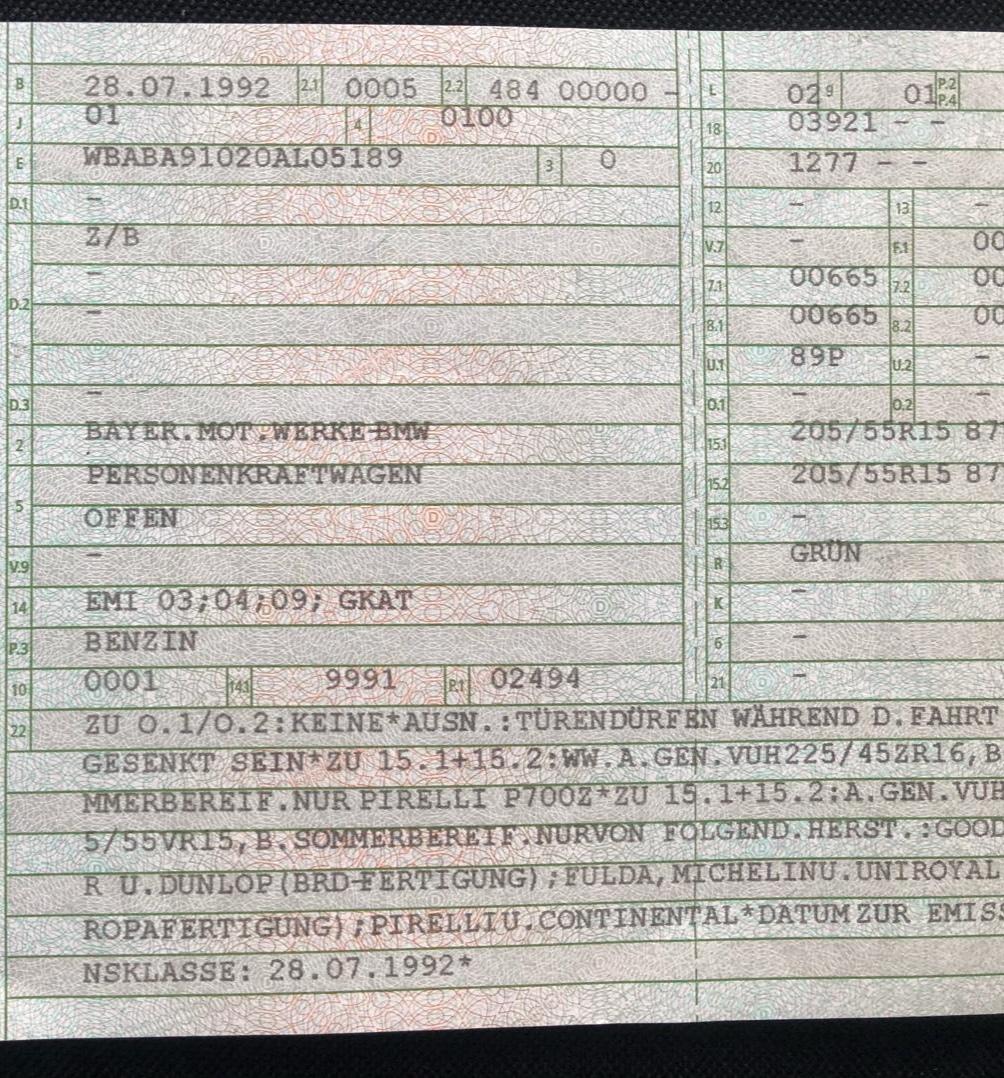 B 28.07.1992 2.1 0005 2.2 484 00000 - L 02 9 01 P.2 P.4
J 01 4 0100 18 03921 - -
E WBABA91020AL05189 3 0 20 1277 - -
D.1 - 12 - 13 -
D.2 Z/B V.7 - F.1 00
- 7.1 00665 7.2 00
- 8.1 00665 8.2 00
U.1 89P U.2 -
D.3 - O.1 - O.2 -
2 BAYER.MOT.WERKE-BMW 15.1 205/55R15 87
5 PERSONENKRAFTWAGEN 15.2 205/55R15 87
OFFEN 15.3 -
V.9 - R GRÜN
14 EMI 03;04;09; GKAT K -
P.3 BENZIN 6 -
10 0001 14.1 9991 P.1 02494 21 -
22 ZU O.1/O.2:KEINE*AUSN.:TÜRENDÜRFEN WÄHREND D.FAHRT
GESENKT SEIN*ZU 15.1+15.2:WW.A.GEN.VUH225/45ZR16,B
MMERBEREIF.NUR PIRELLI P700Z*ZU 15.1+15.2:A.GEN.VUH
5/55VR15,B.SOMMERBEREIF.NURVON FOLGEND.HERST.:GOOD
R U.DUNLOP(BRD-FERTIGUNG);FULDA,MICHELINU.UNIROYAL
ROPAFERTIGUNG);PIRELLIU.CONTINENTAL*DATUM ZUR EMISS
NSKLASSE: 28.07.1992*